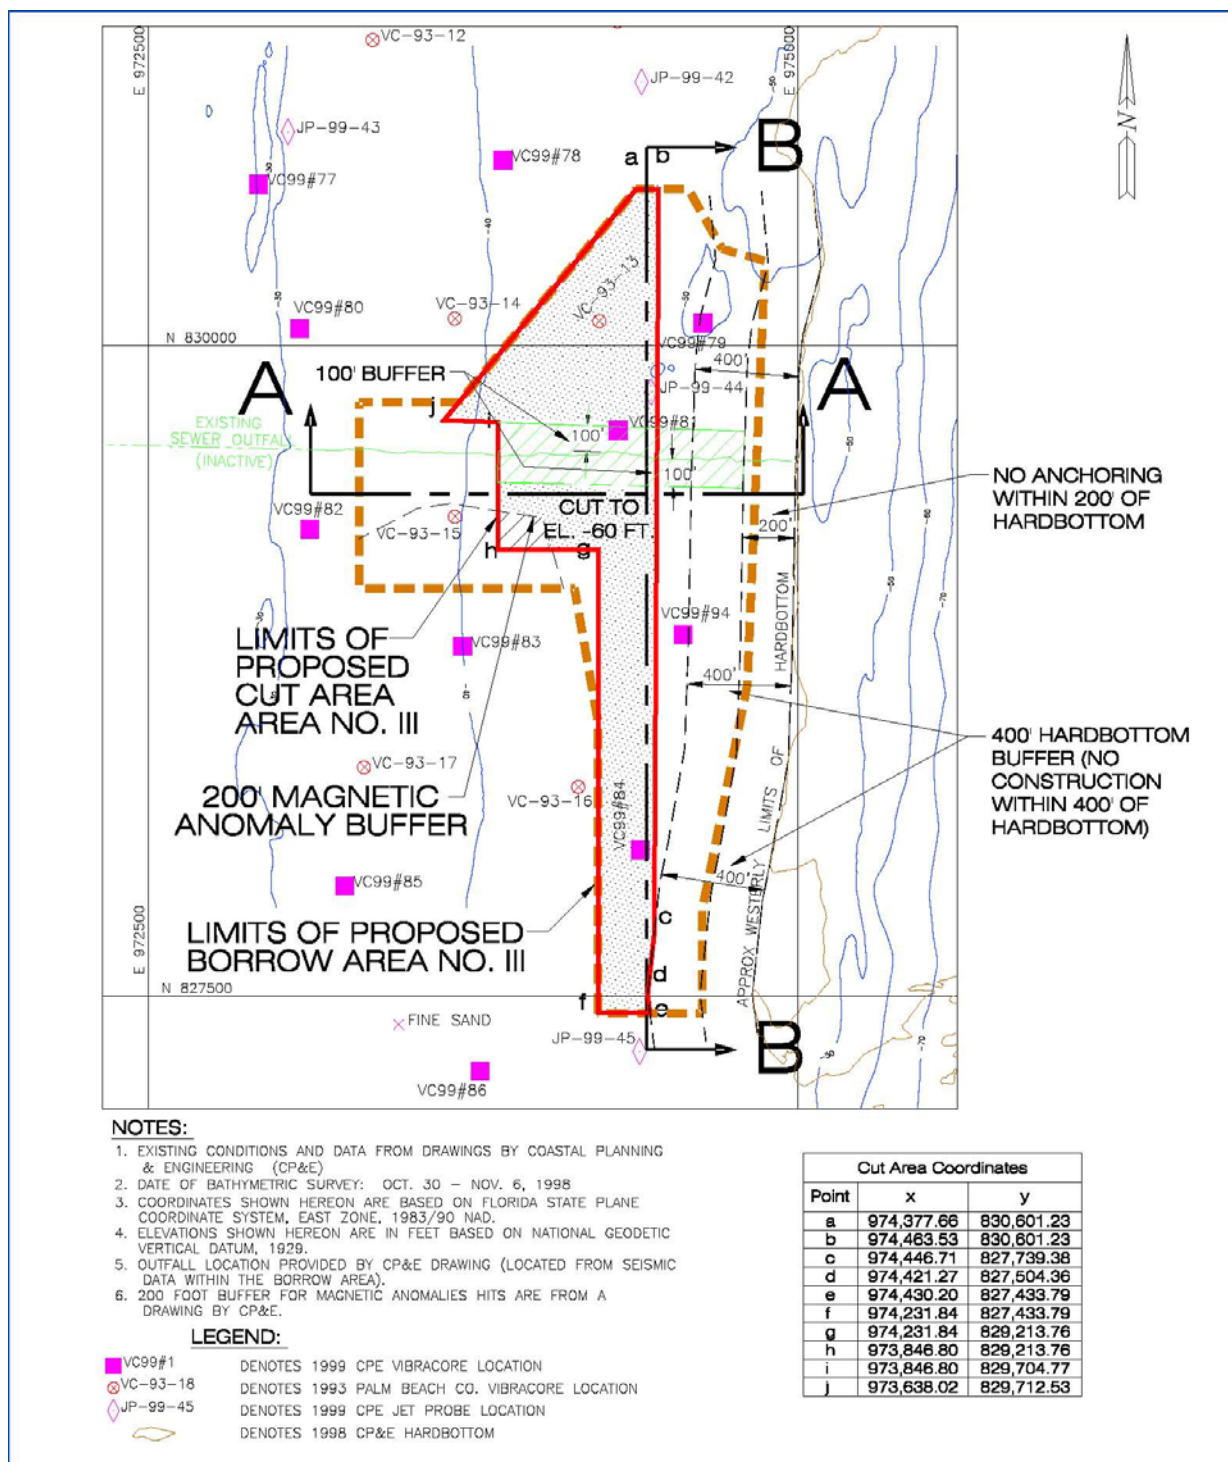 E 972500
E 975000
VC-93-12
JP-99-42
JP-99-43
-50
-50
B
a b
VC99#78
VC99#77
-30
-40
VC-93-13
VC-93-14
VC99#80
-30
-50
VC99#79
N 830000
400'
A
A
100' BUFFER
JP-99-44
j
i
VC99#81
EXISTING
SEWER OUTFALL
(INACTIVE)
100'
100'
-50
NO ANCHORING
WITHIN 200' OF
HARDBOTTOM
CUT TO
EL. -60 FT.
VC99#82
VC-93-15
200'
h
g
-60
-50
-70
HARDBOTTOM
VC99#94
LIMITS OF
PROPOSED
CUT AREA
AREA NO. III
VC99#83
400'
400' HARDBOTTOM
BUFFER (NO
CONSTRUCTION
WITHIN 400' OF
HARDBOTTOM)
VC-93-17
200' MAGNETIC
ANOMALY BUFFER
VC-93-16
VC99#84
LIMITS OF
VC99#85
400'
APPROX WESTERLY
c
LIMITS OF PROPOSED
BORROW AREA NO. III
E 972500
d
N 827500
f
e
FINE SAND
JP-99-45
B
-70
VC99#86
NOTES:
1. EXISTING CONDITIONS AND DATA FROM DRAWINGS BY COASTAL PLANNING
& ENGINEERING (CP&E)
2. DATE OF BATHYMETRIC SURVEY: OCT. 30 – NOV. 6, 1998
3. COORDINATES SHOWN HEREON ARE BASED ON FLORIDA STATE PLANE
COORDINATE SYSTEM, EAST ZONE, 1983/90 NAD.
4. ELEVATIONS SHOWN HEREON ARE IN FEET BASED ON NATIONAL GEODETIC
VERTICAL DATUM, 1929.
5. OUTFALL LOCATION PROVIDED BY CP&E DRAWING (LOCATED FROM SEISMIC
DATA WITHIN THE BORROW AREA).
6. 200 FOOT BUFFER FOR MAGNETIC ANOMALIES HITS ARE FROM A
DRAWING BY CP&E.
LEGEND:
VC99#1 DENOTES 1999 CPE VIBRACORE LOCATION
VC-93-18 DENOTES 1993 PALM BEACH CO. VIBRACORE LOCATION
JP-99-45 DENOTES 1999 CPE JET PROBE LOCATION
DENOTES 1998 CP&E HARDBOTTOM
Cut Area Coordinates
Point x y
a 974,377.66 830,601.23
b 974,463.53 830,601.23
c 974,446.71 827,739.38
d 974,421.27 827,504.36
e 974,430.20 827,433.79
f 974,231.84 827,433.79
g 974,231.84 829,213.76
h 973,846.80 829,213.76
i 973,846.80 829,704.77
j 973,638.02 829,712.53
N